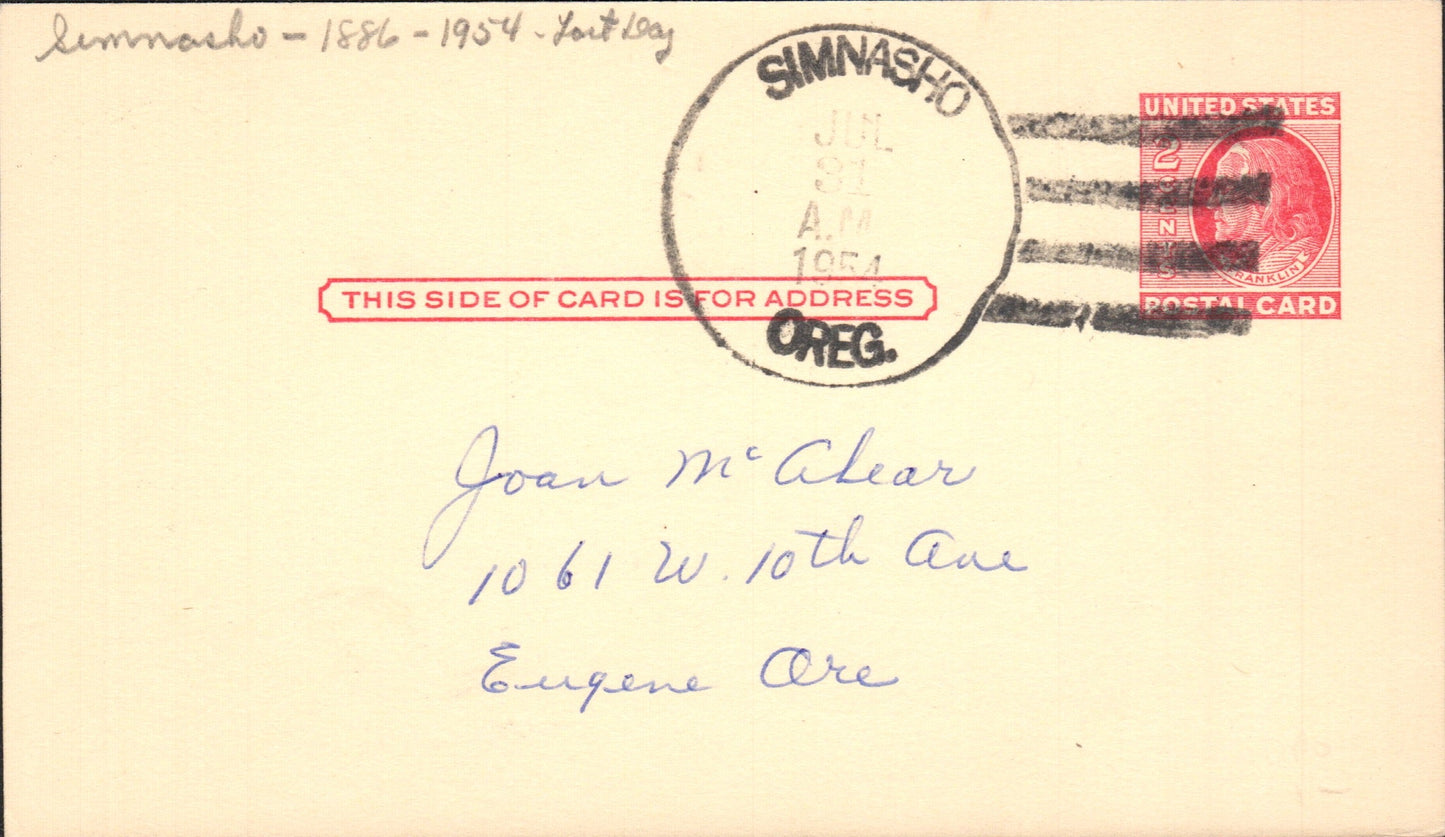 Simnasho - 1886 - 1954 - Last Day
SIMNASHO
JUL
31
A.M.
1954
OREG.
UNITED STATES
2 CENTS
FRANKLIN
POSTAL CARD
THIS SIDE OF CARD IS FOR ADDRESS
Joan McAbear
1061 W. 10th Ave
Eugene Ore